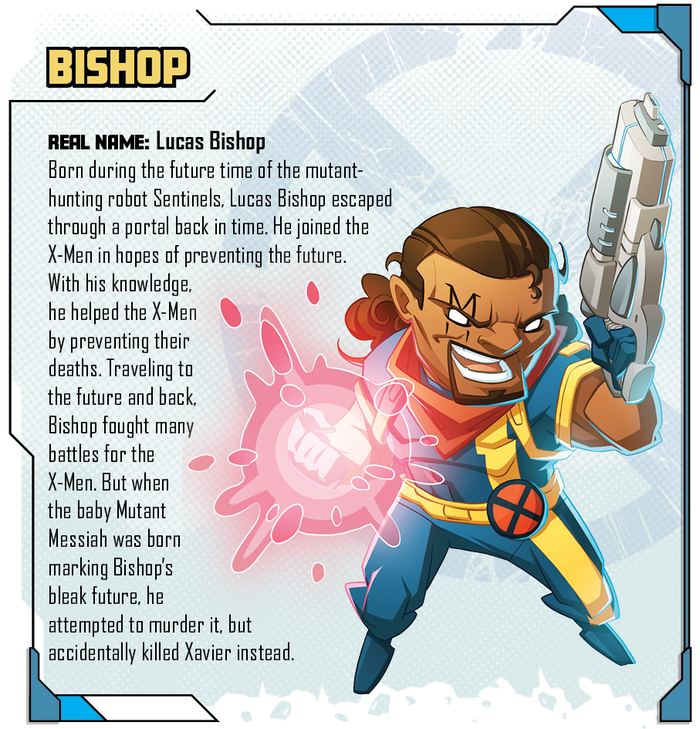 BISHOP
REAL NAME: Lucas Bishop
Born during the future time of the mutant-
hunting robot Sentinels, Lucas Bishop escaped
through a portal back in time. He joined the
X-Men in hopes of preventing the future.
With his knowledge,
he helped the X-Men
by preventing their
deaths. Traveling to
the future and back,
Bishop fought many
battles for the
X-Men. But when
the baby Mutant
Messiah was born
marking Bishop's
bleak future, he
attempted to murder it, but
accidentally killed Xavier instead.
M